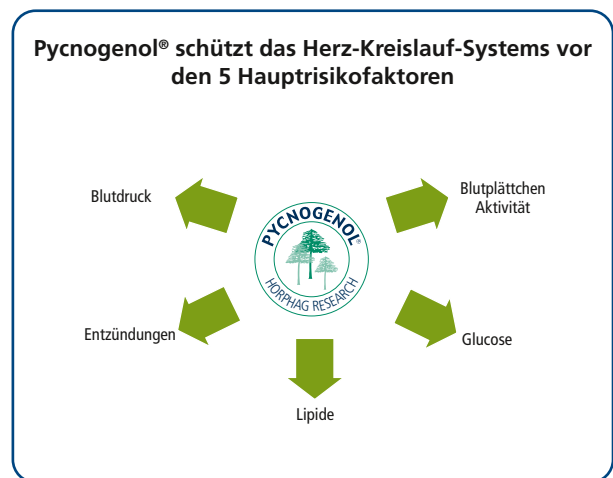 Pycnogenol® schützt das Herz-Kreislauf-Systems vor
den 5 Hauptrisikofaktoren
Blutdruck
Blutplättchen
Aktivität
PYCNOGENOL®
HORPHAG RESEARCH
Entzündungen
Glucose
Lipide